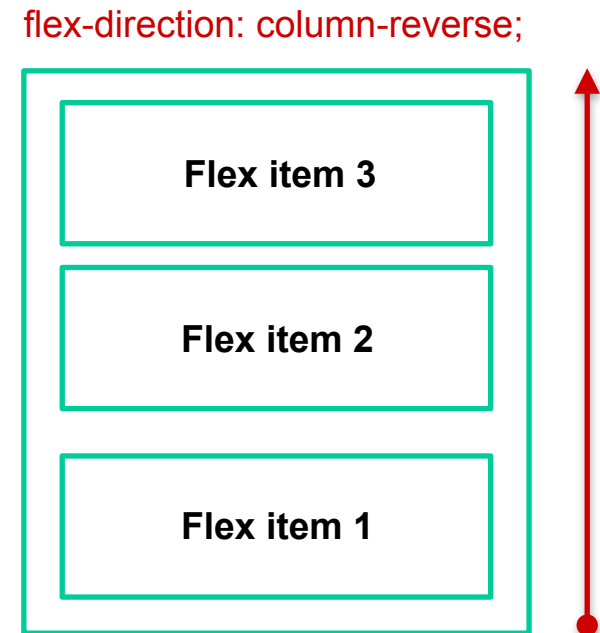 flex-direction: column-reverse;
Flex item 3
Flex item 2
Flex item 1